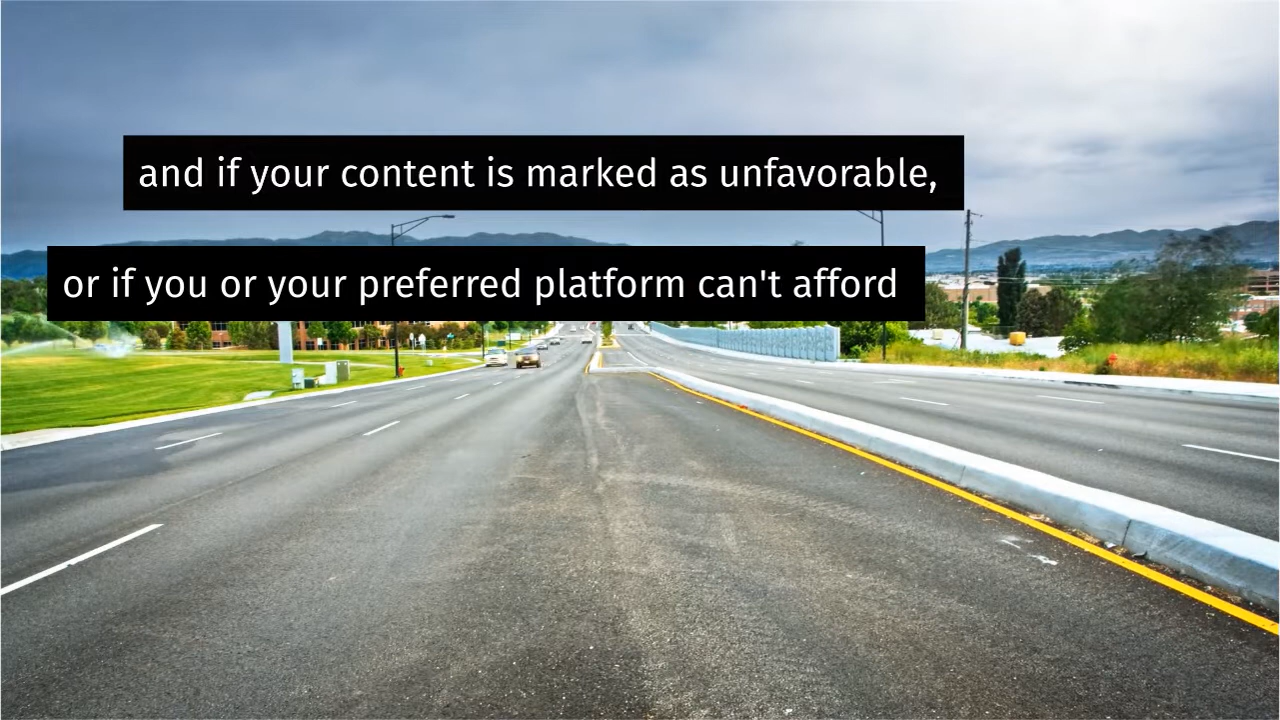 and if your content is marked as unfavorable,
or if you or your preferred platform can't afford